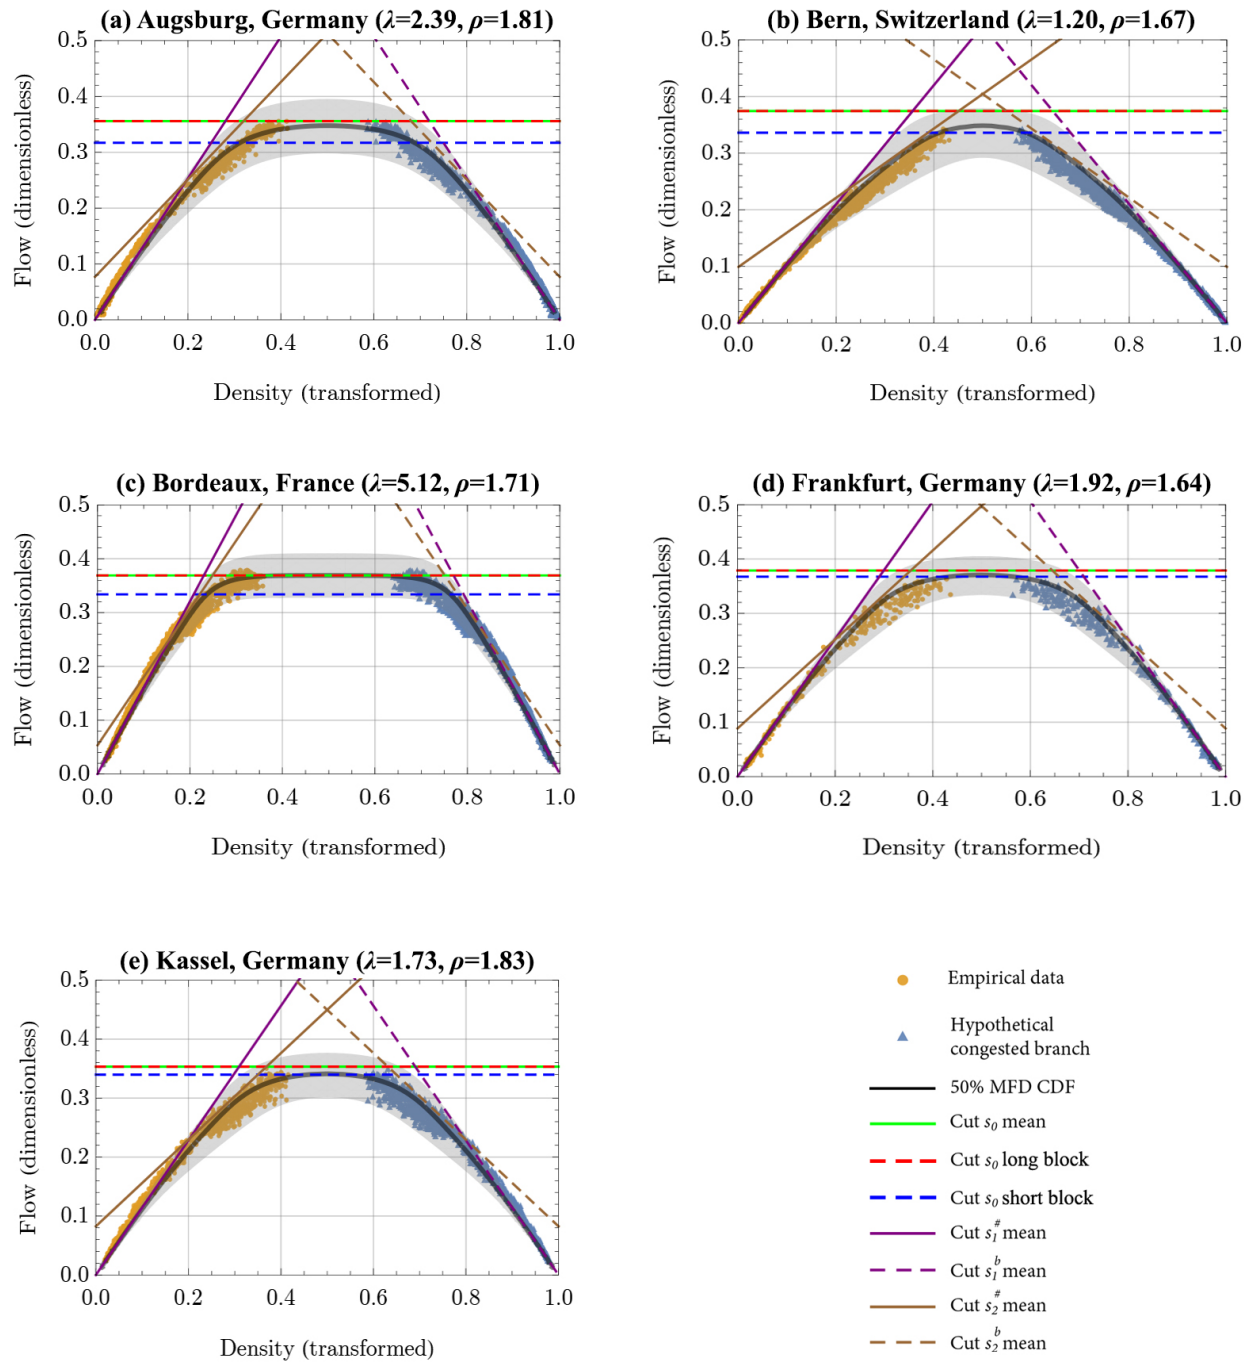 (a) Augsburg, Germany (λ=2.39, ρ=1.81)
0.5
0.4
0.3
0.2
0.1
0.0
Flow (dimensionless)
0.0 0.2 0.4 0.6 0.8 1.0
Density (transformed)
(b) Bern, Switzerland (λ=1.20, ρ=1.67)
0.5
0.4
0.3
0.2
0.1
0.0
Flow (dimensionless)
0.0 0.2 0.4 0.6 0.8 1.0
Density (transformed)
(c) Bordeaux, France (λ=5.12, ρ=1.71)
0.5
0.4
0.3
0.2
0.1
0.0
Flow (dimensionless)
0.0 0.2 0.4 0.6 0.8 1.0
Density (transformed)
(d) Frankfurt, Germany (λ=1.92, ρ=1.64)
0.5
0.4
0.3
0.2
0.1
0.0
Flow (dimensionless)
0.0 0.2 0.4 0.6 0.8 1.0
Density (transformed)
(e) Kassel, Germany (λ=1.73, ρ=1.83)
0.5
0.4
0.3
0.2
0.1
0.0
Flow (dimensionless)
0.0 0.2 0.4 0.6 0.8 1.0
Density (transformed)
Empirical data
Hypothetical
congested branch
50% MFD CDF
Cut s₀ mean
Cut s₀ long block
Cut s₀ short block
Cut s₁^# mean
Cut s₁^b mean
Cut s₂^# mean
Cut s₂^b mean